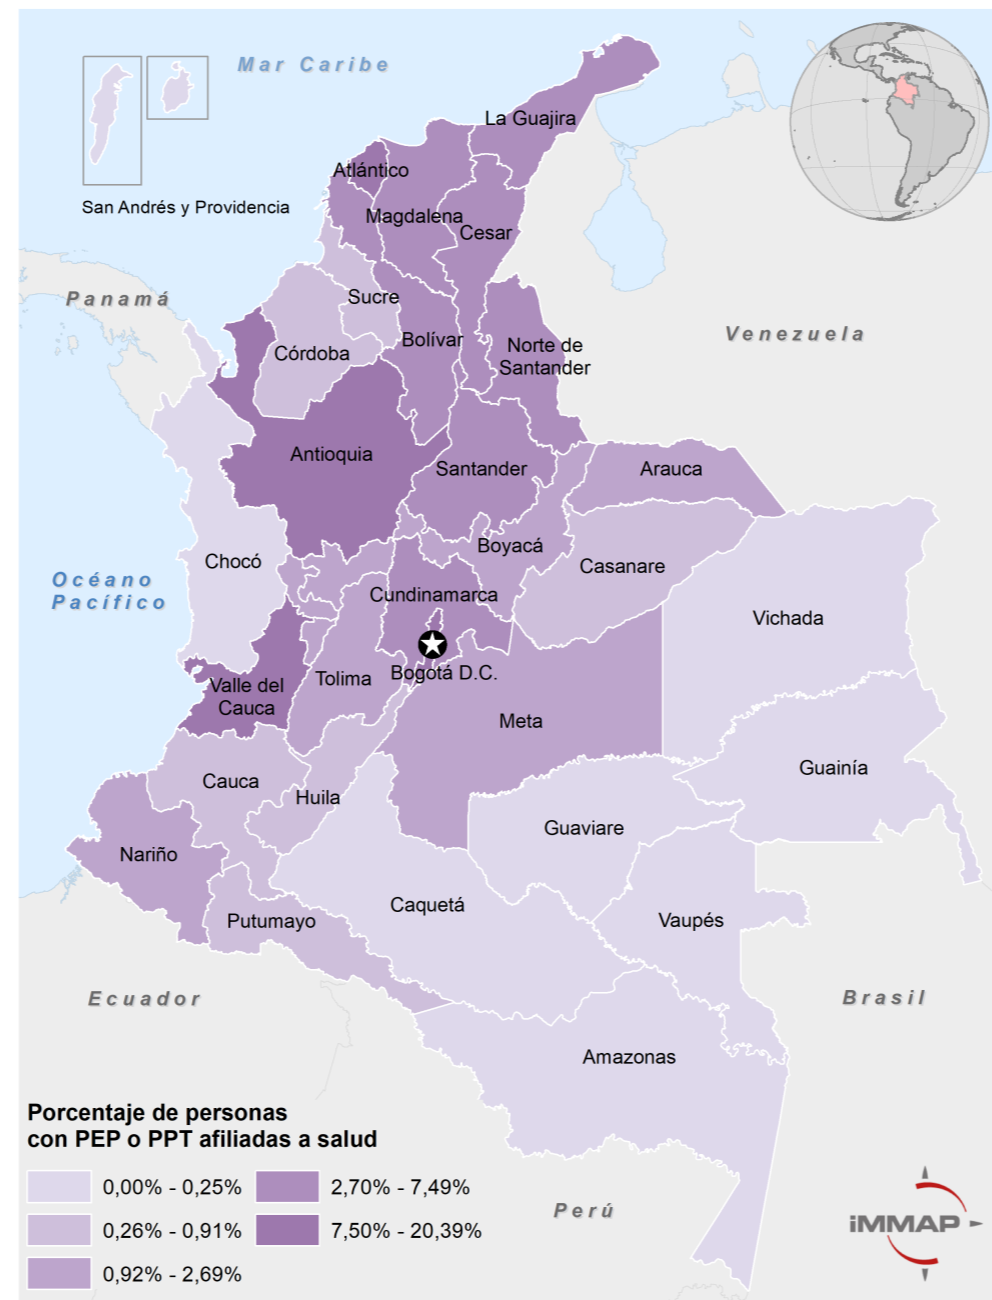 Mar Caribe
La Guajira
Atlántico
San Andrés y Providencia
Magdalena
Cesar
Panamá
Sucre
Venezuela
Bolívar
Córdoba
Norte de
Santander
Antioquia
Santander
Arauca
Boyacá
Chocó
Casanare
Océano
Pacífico
Cundinamarca
Vichada
Bogotá D.C.
Tolima
Valle del
Cauca
Meta
Guainía
Cauca
Huila
Guaviare
Nariño
Caquetá
Vaupés
Putumayo
Ecuador
Brasil
Amazonas
Porcentaje de personas
con PEP o PPT afiliadas a salud
0,00% - 0,25%
0,26% - 0,91%
0,92% - 2,69%
2,70% - 7,49%
7,50% - 20,39%
Perú
iMMAP